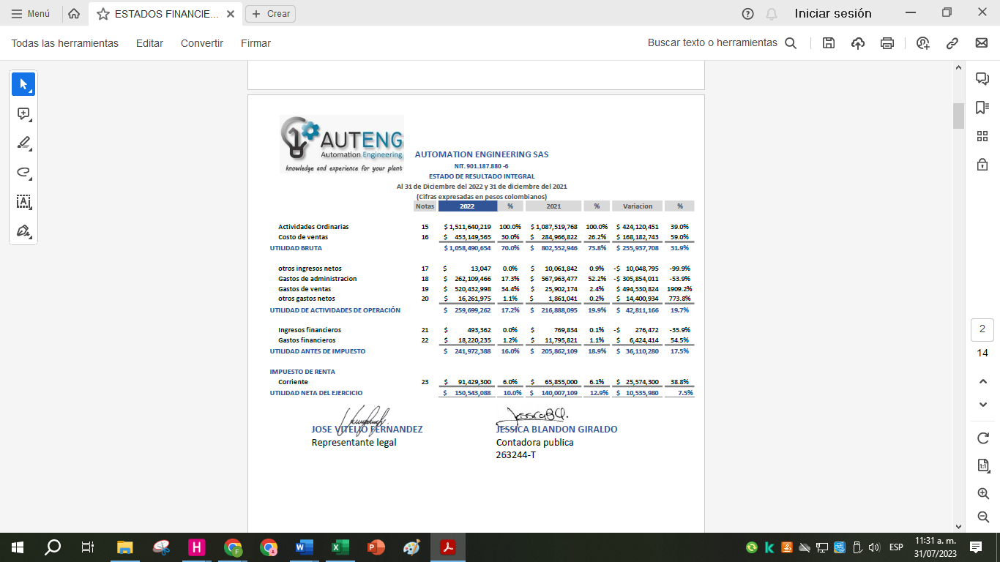 Menú
ESTADOS FINANCIE...
Crear
Iniciar sesión
Todas las herramientas Editar Convertir Firmar
Buscar texto o herramientas
AUTENG
Automation Engineering
knowledge and experience for your plant
AUTOMATION ENGINEERING SAS
NIT. 901.187.880 -6
ESTADO DE RESULTADO INTEGRAL
Al 31 de Diciembre del 2022 y 31 de diciembre del 2021
(Cifras expresadas en pesos colombianos)
Notas 2022 % 2021 % Variacion %
Actividades Ordinarias 15 $ 1,511,640,219 100.0% $ 1,087,519,768 100.0% $ 424,120,451 39.0%
Costo de ventas 16 $ 453,149,565 30.0% $ 284,966,822 26.2% $ 168,182,743 59.0%
UTILIDAD BRUTA $ 1,058,490,654 70.0% $ 802,552,946 73.8% $ 255,937,708 31.9%
otros ingresos netos 17 $ 13,047 0.0% $ 10,061,842 0.9% -$ 10,048,795 -99.9%
Gastos de administracion 18 $ 262,109,466 17.3% $ 567,963,477 52.2% -$ 305,854,011 -53.9%
Gastos de ventas 19 $ 520,432,998 34.4% $ 25,902,174 2.4% $ 494,530,824 1909.2%
otros gastos netos 20 $ 16,261,975 1.1% $ 1,861,041 0.2% $ 14,400,934 773.8%
UTILIDAD DE ACTIVIDADES DE OPERACIÓN $ 259,699,262 17.2% $ 216,888,095 19.9% $ 42,811,166 19.7%
Ingresos financieros 21 $ 493,362 0.0% $ 769,834 0.1% -$ 276,472 -35.9%
Gastos financieros 22 $ 18,220,235 1.2% $ 11,795,821 1.1% $ 6,424,414 54.5%
UTILIDAD ANTES DE IMPUESTO $ 241,972,388 16.0% $ 205,862,109 18.9% $ 36,110,280 17.5%
IMPUESTO DE RENTA
Corriente 23 $ 91,429,300 6.0% $ 65,855,000 6.1% $ 25,574,300 38.8%
UTILIDAD NETA DEL EJERCICIO $ 150,543,088 10.0% $ 140,007,109 12.9% $ 10,535,980 7.5%
JOSE VITELIO FERNANDEZ JESSICA BLANDON GIRALDO
Representante legal Contadora publica
263244-T
2
14
ESP
11:31 a. m.
31/07/2023